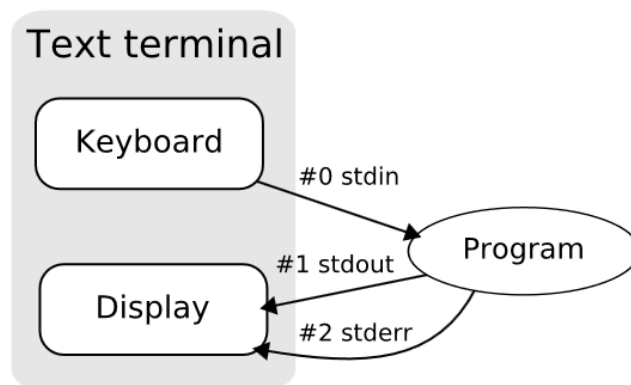 Text terminal
Keyboard
#0 stdin
Program
#1 stdout
Display
#2 stderr